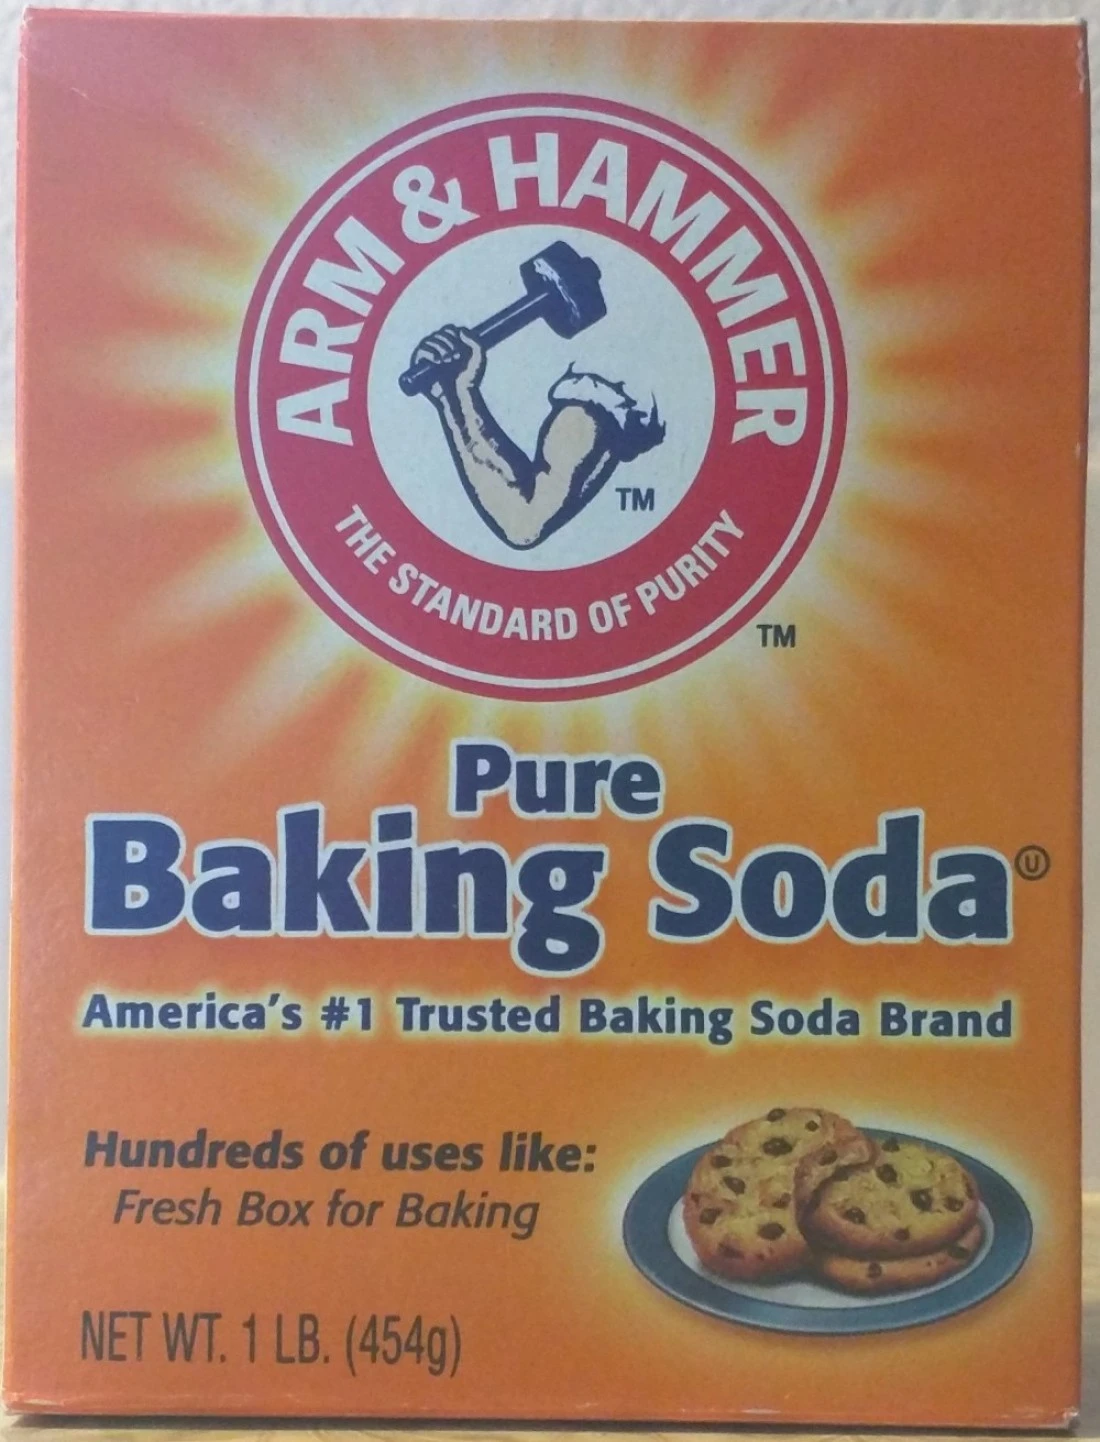 ARM & HAMMER
THE STANDARD OF PURITY
TM
TM
Pure
Baking Soda Ⓤ
America's #1 Trusted Baking Soda Brand
Hundreds of uses like:
Fresh Box for Baking
NET WT. 1 LB. (454g)